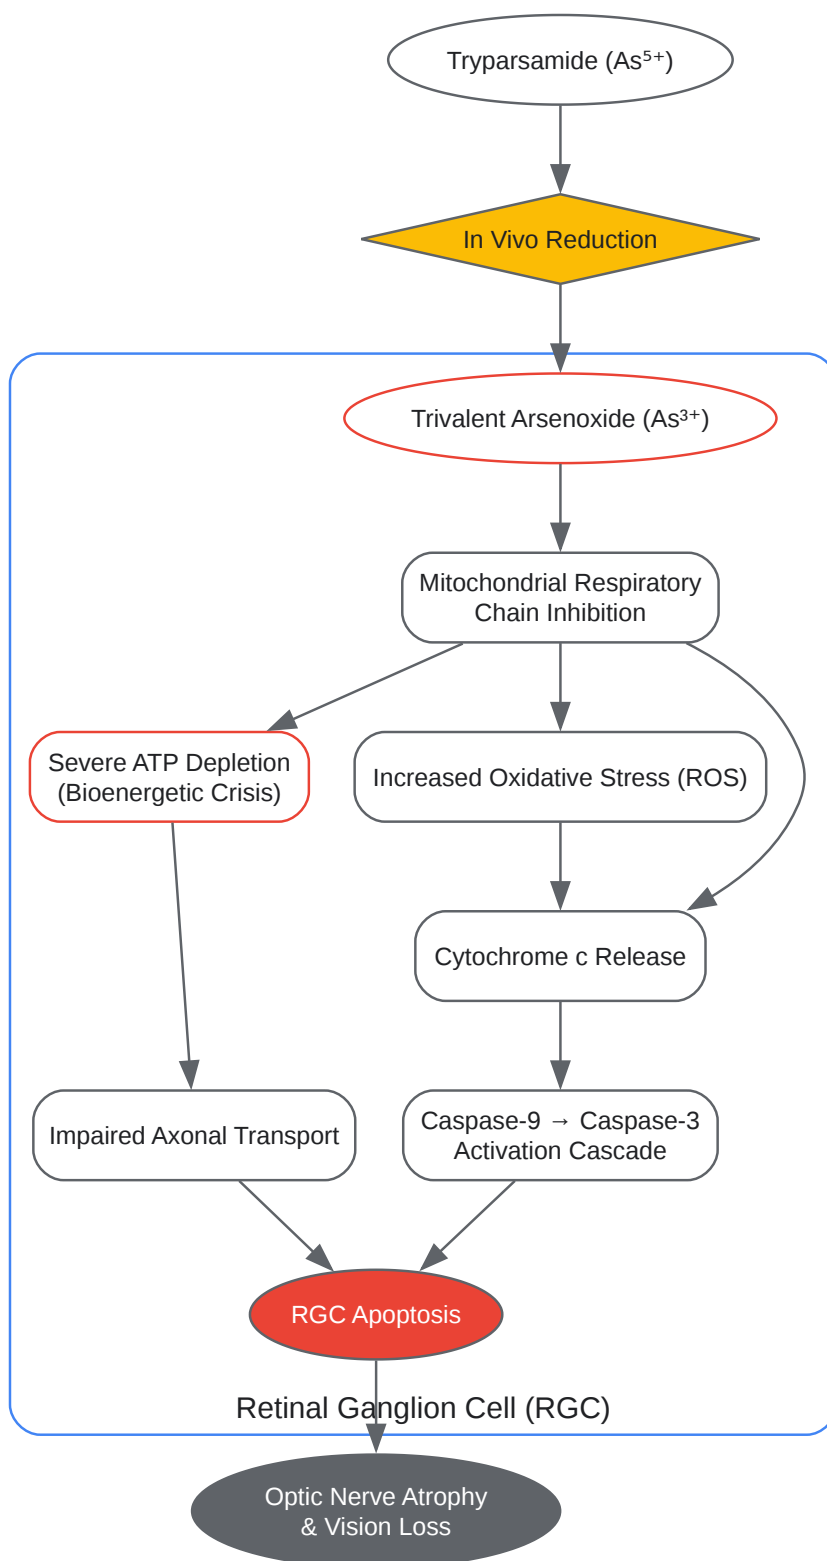 Tryparsamide (As⁵⁺)
In Vivo Reduction
Trivalent Arsenoxide (As³⁺)
Mitochondrial Respiratory
Chain Inhibition
Severe ATP Depletion
(Bioenergetic Crisis)
Increased Oxidative Stress (ROS)
Cytochrome c Release
Impaired Axonal Transport
Caspase-9 → Caspase-3
Activation Cascade
RGC Apoptosis
Retinal Ganglion Cell (RGC)
Optic Nerve Atrophy
& Vision Loss